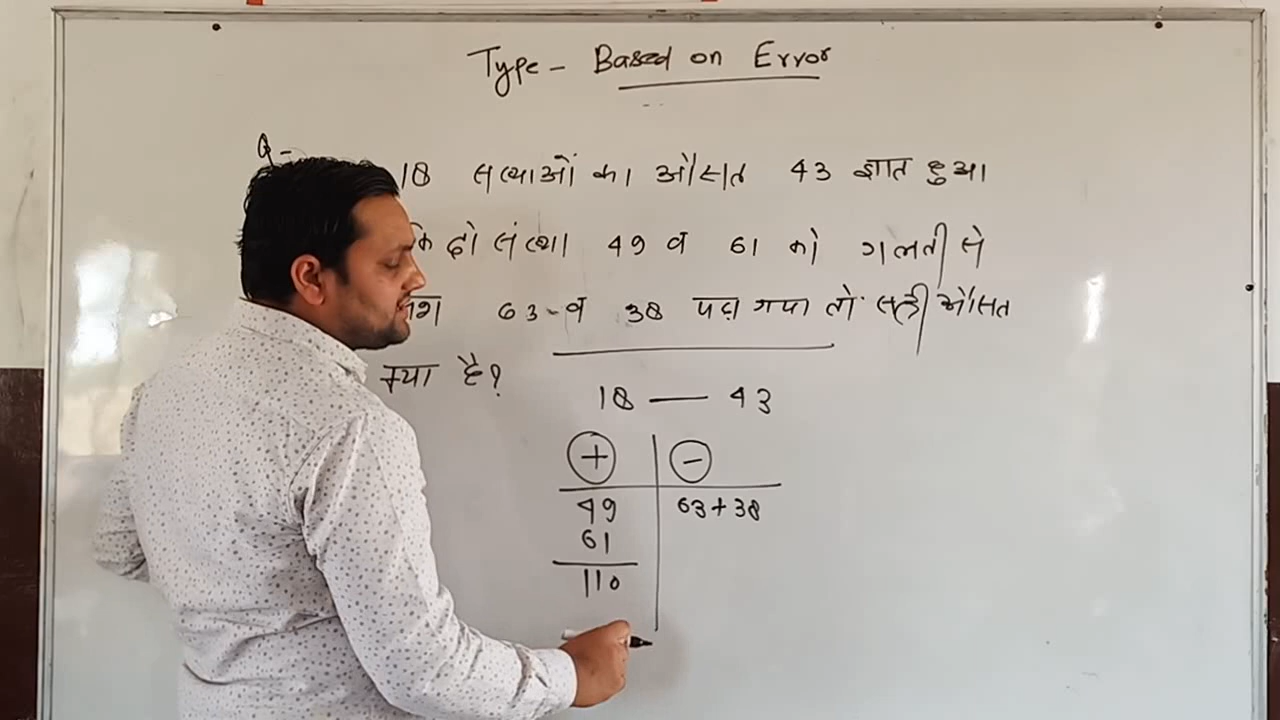 Type - Based on Error
Q -
18 संख्याओं का औसत 43 ज्ञात हुआ
कि दो संख्या 49 व 61 को गलती से
63 - व 38 पढ़ा गया तो सही औसत
क्या है?
18 — 43
+ -
49 63+38
61
110